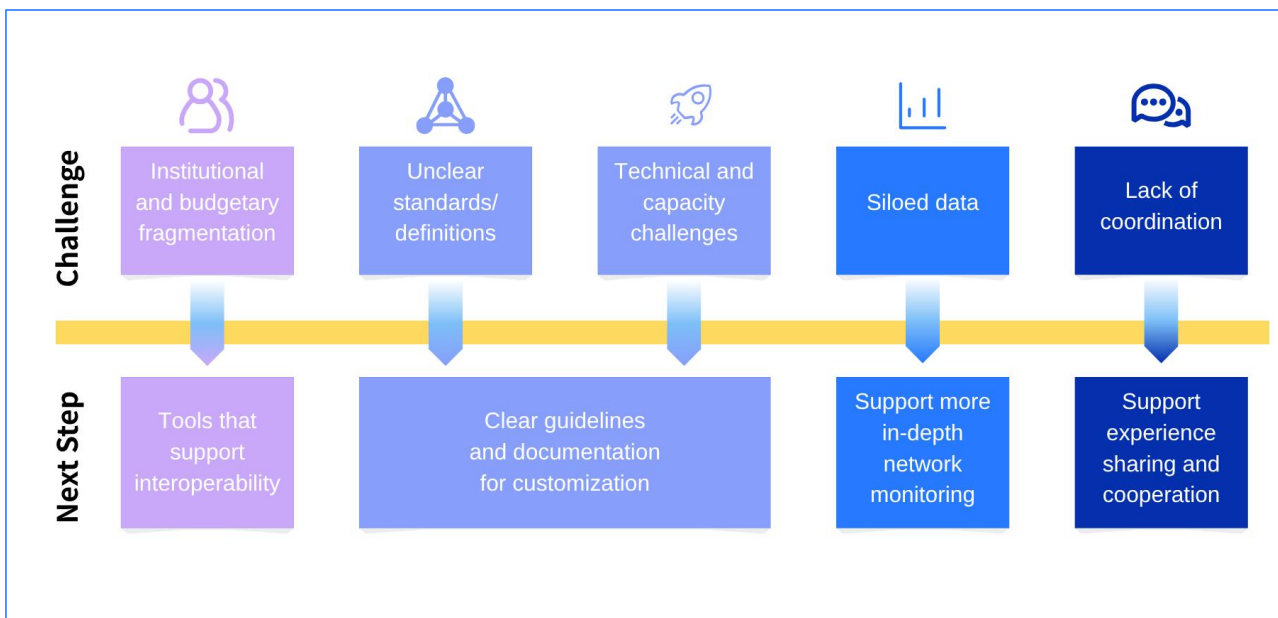 Challenge
Institutional
and budgetary
fragmentation
Unclear
standards/
definitions
Technical and
capacity
challenges
Siloed data
Lack of
coordination
Next Step
Tools that
support
interoperability
Clear guidelines
and documentation
for customization
Support more
in-depth
network
monitoring
Support
experience
sharing and
cooperation